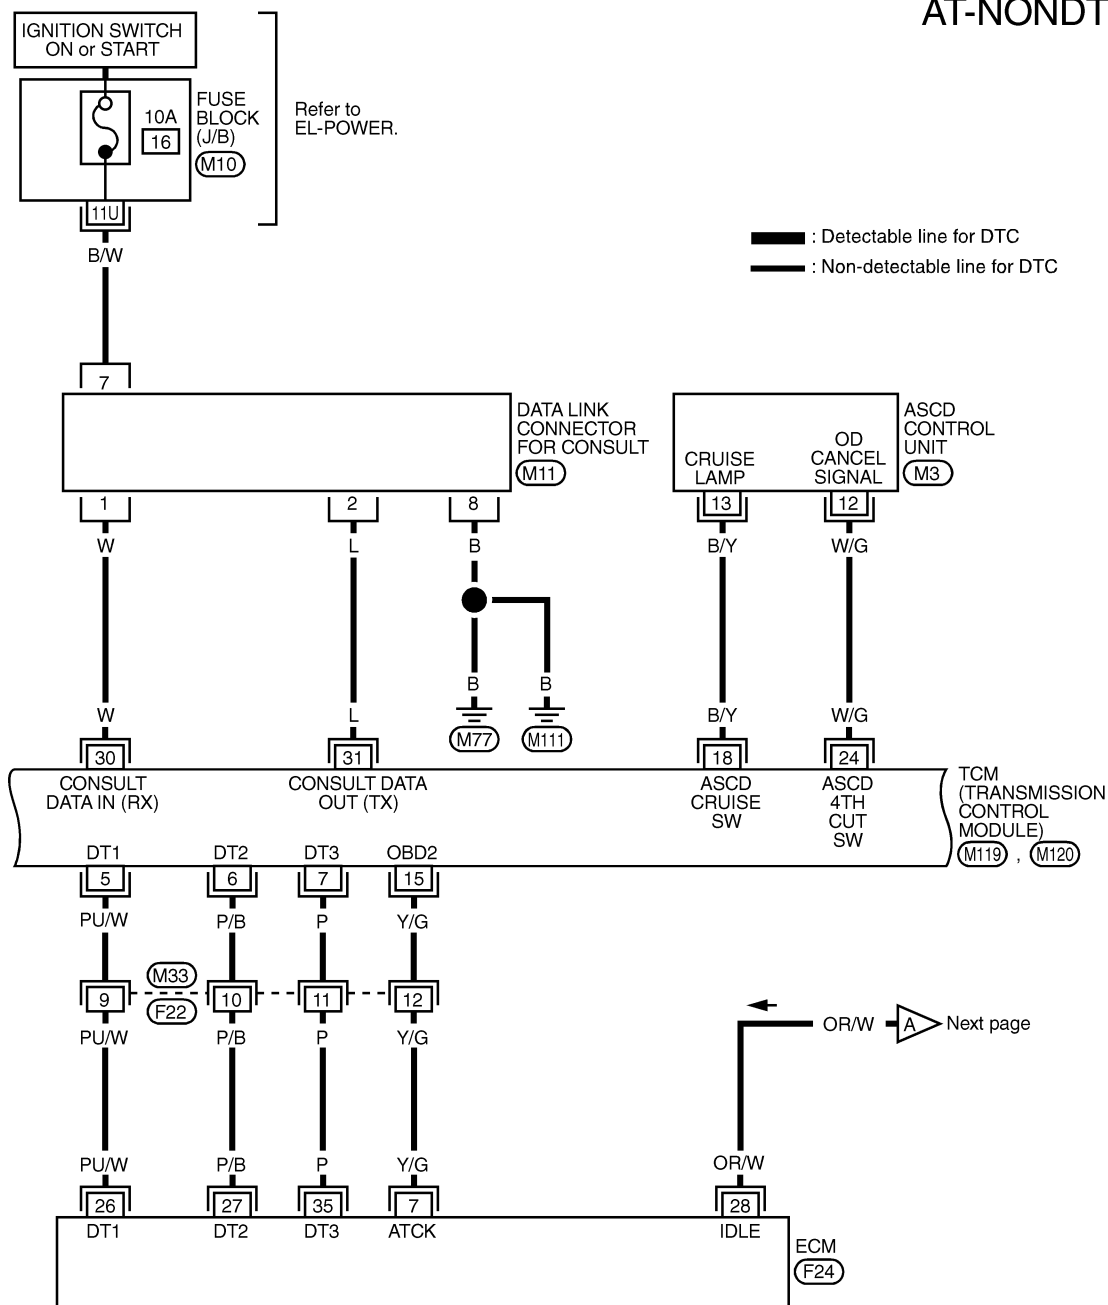 AT-NONDT
IGNITION SWITCH
ON or START
10A
16
FUSE
BLOCK
(J/B)
M10
Refer to
EL-POWER.
11U
B/W
: Detectable line for DTC
: Non-detectable line for DTC
7
DATA LINK
CONNECTOR
FOR CONSULT
M11
CRUISE
LAMP
OD
CANCEL
SIGNAL
ASCD
CONTROL
UNIT
M3
1 2 8 13 12
W L B B/Y W/G
B B
W L B/Y W/G
M77 M111
30 31 18 24
CONSULT
DATA IN (RX)
CONSULT DATA
OUT (TX)
ASCD
CRUISE
SW
ASCD
4TH
CUT
SW
TCM
(TRANSMISSION
CONTROL
MODULE)
M119 , M120
DT1 DT2 DT3 OBD2
5 6 7 15
PU/W P/B P Y/G
M33
9 10 11 12
F22
PU/W P/B P Y/G
OR/W A Next page
PU/W P/B P Y/G OR/W
26 27 35 7 28
DT1 DT2 DT3 ATCK IDLE
ECM
F24